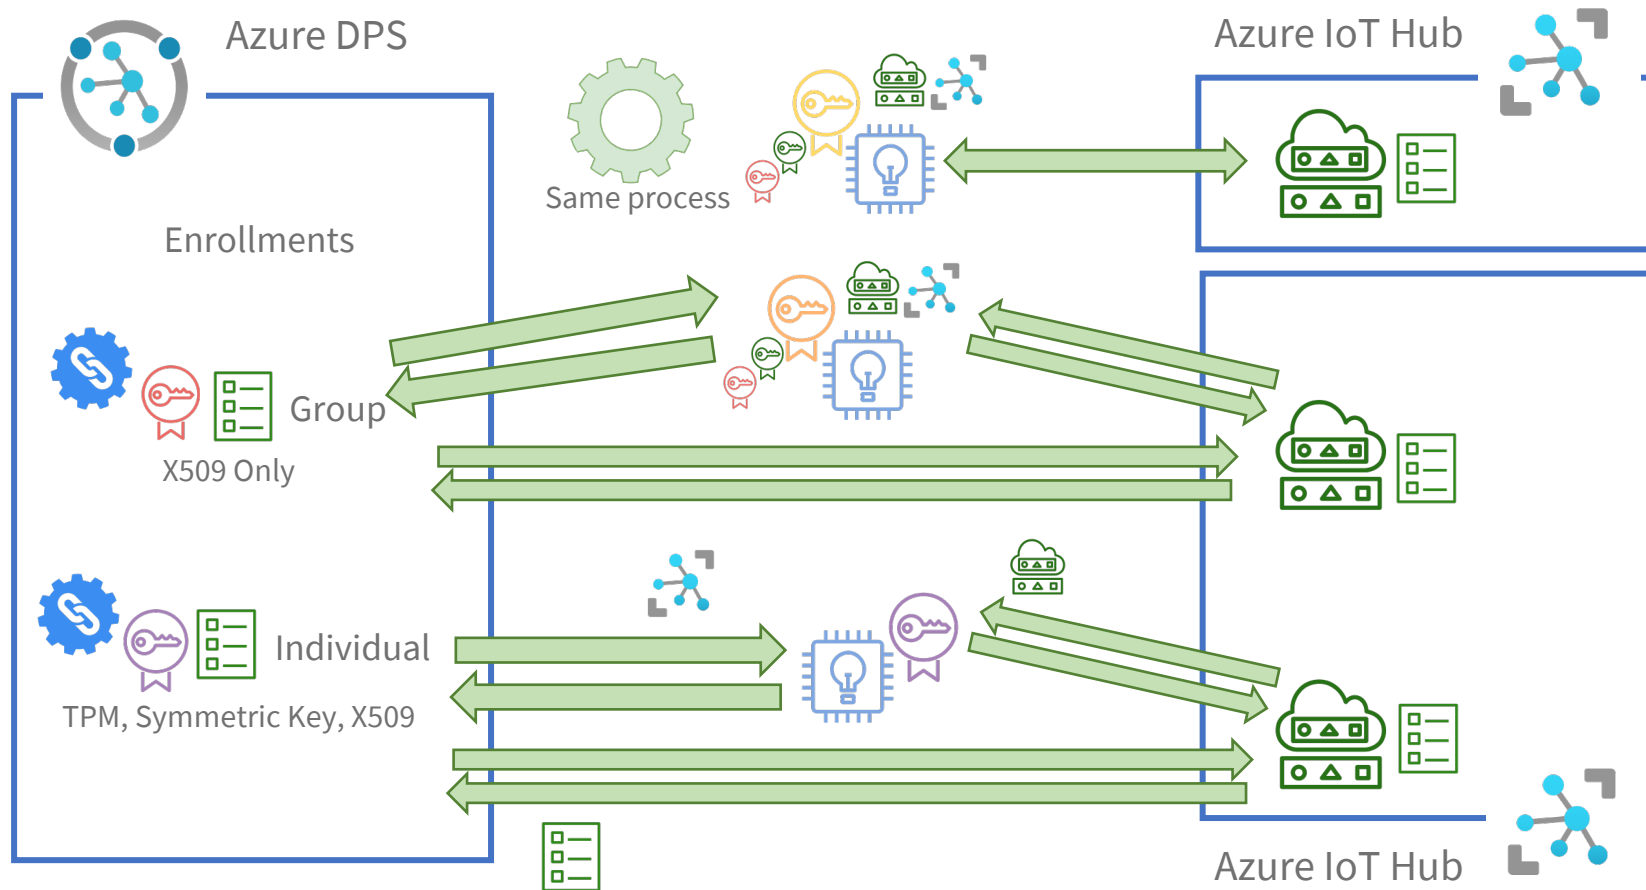 Azure DPS
Azure IoT Hub
Same process
Enrollments
Group
X509 Only
Individual
TPM, Symmetric Key, X509
Azure IoT Hub